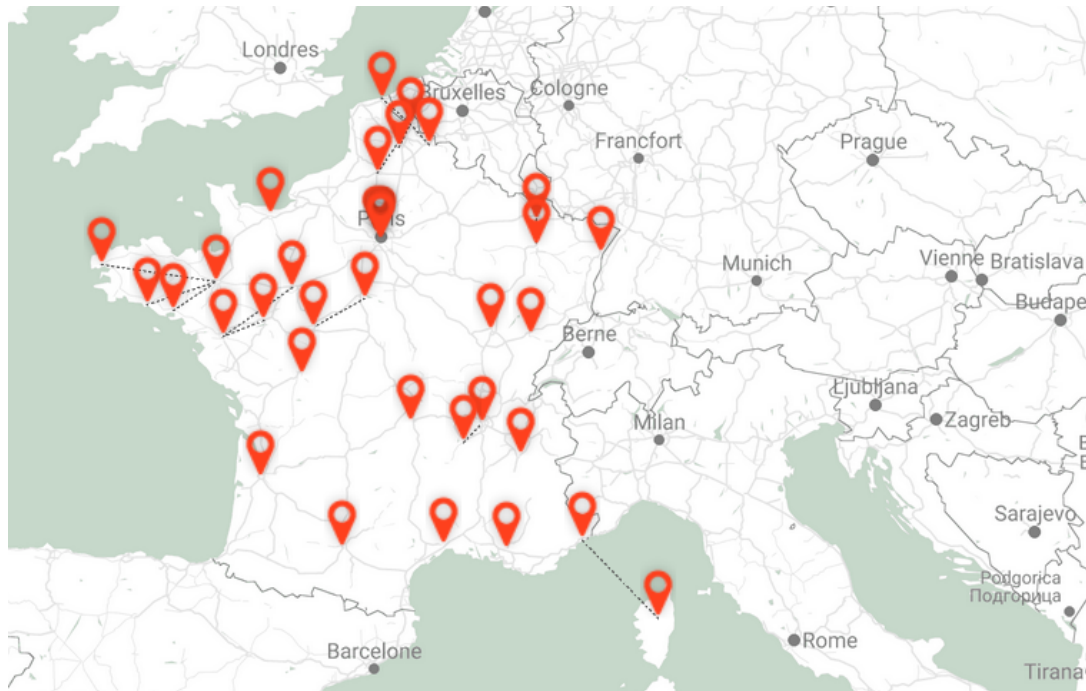 Londres
Bruxelles
Cologne
Francfort
Prague
Paris
Munich
Vienne
Bratislava
Budape
Berne
Ljubljana
Zagreb
Milan
Sarajevo
Podgorica
Подгорица
Rome
Barcelone
Tirana